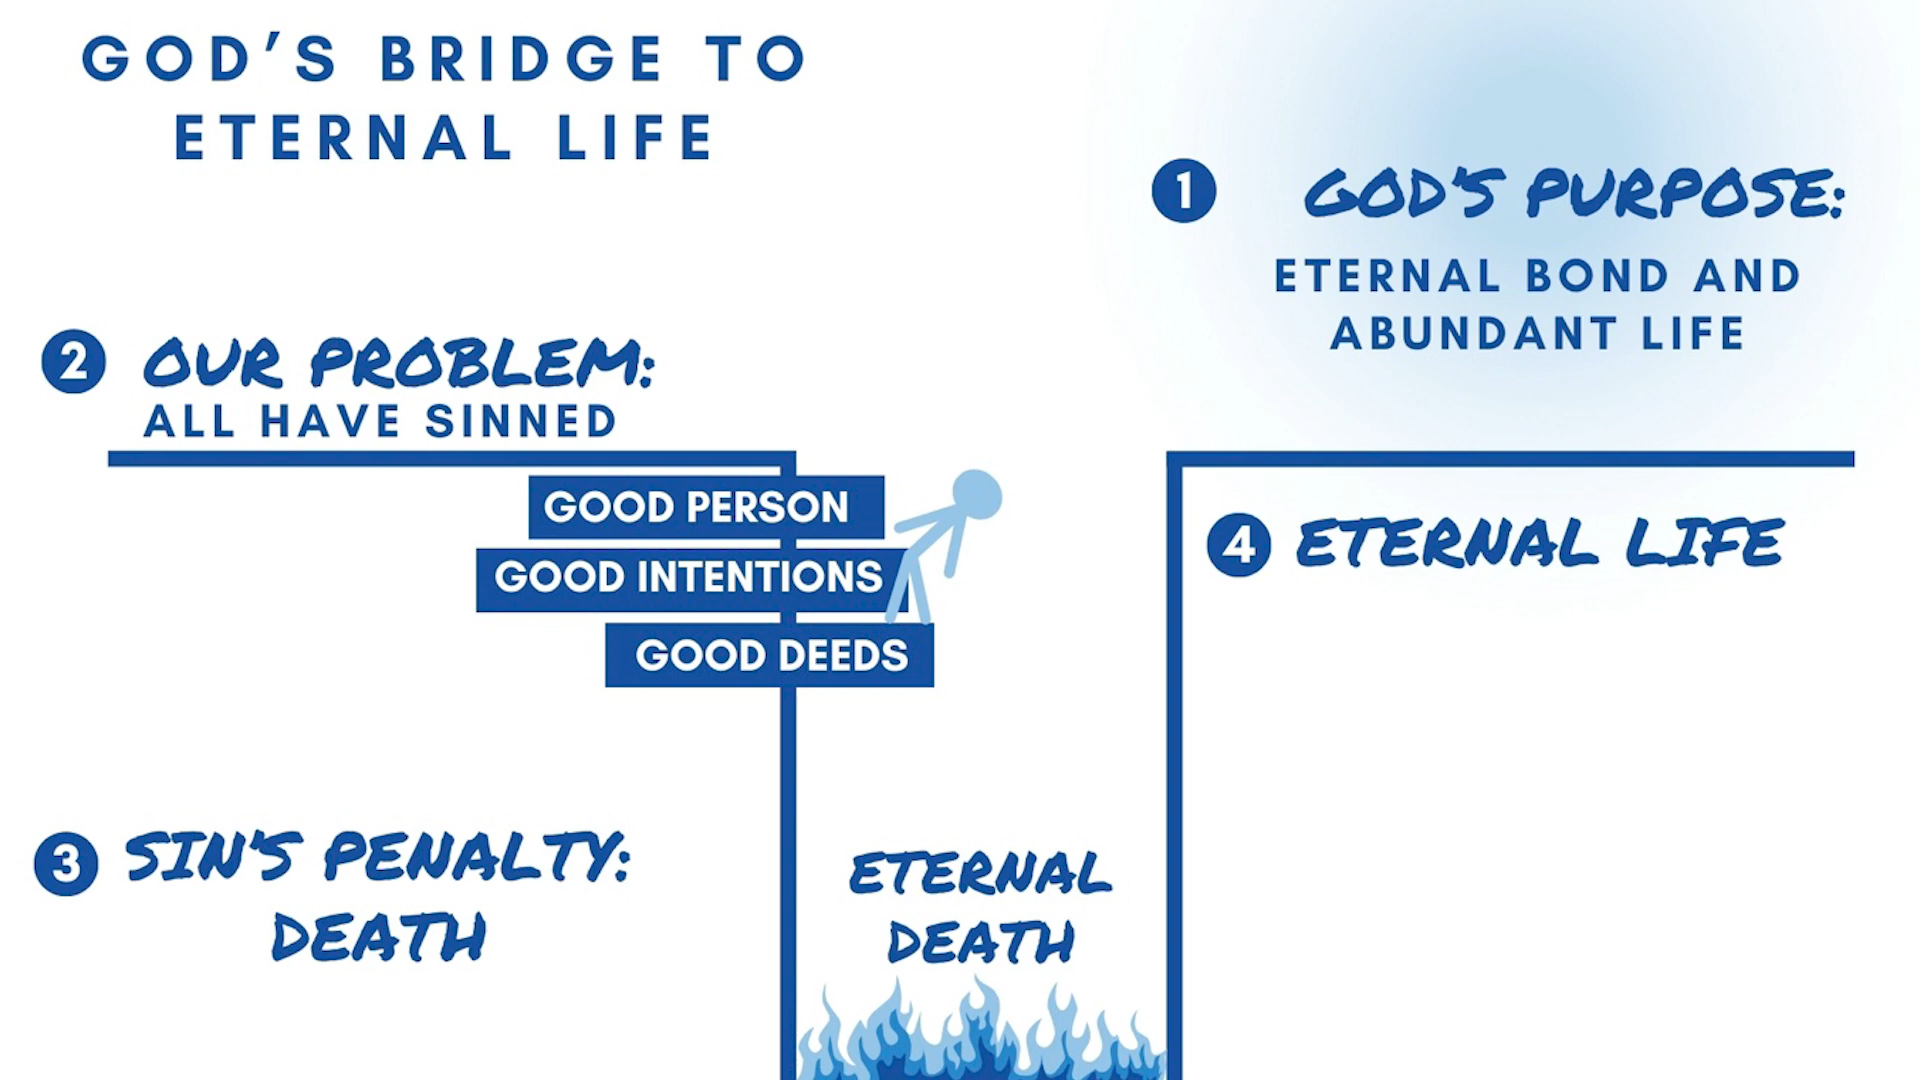 GOD'S BRIDGE TO
ETERNAL LIFE
1 GOD'S PURPOSE:
ETERNAL BOND AND
ABUNDANT LIFE
2 OUR PROBLEM:
ALL HAVE SINNED
GOOD PERSON
GOOD INTENTIONS
GOOD DEEDS
4 ETERNAL LIFE
3 SIN'S PENALTY:
DEATH
ETERNAL
DEATH